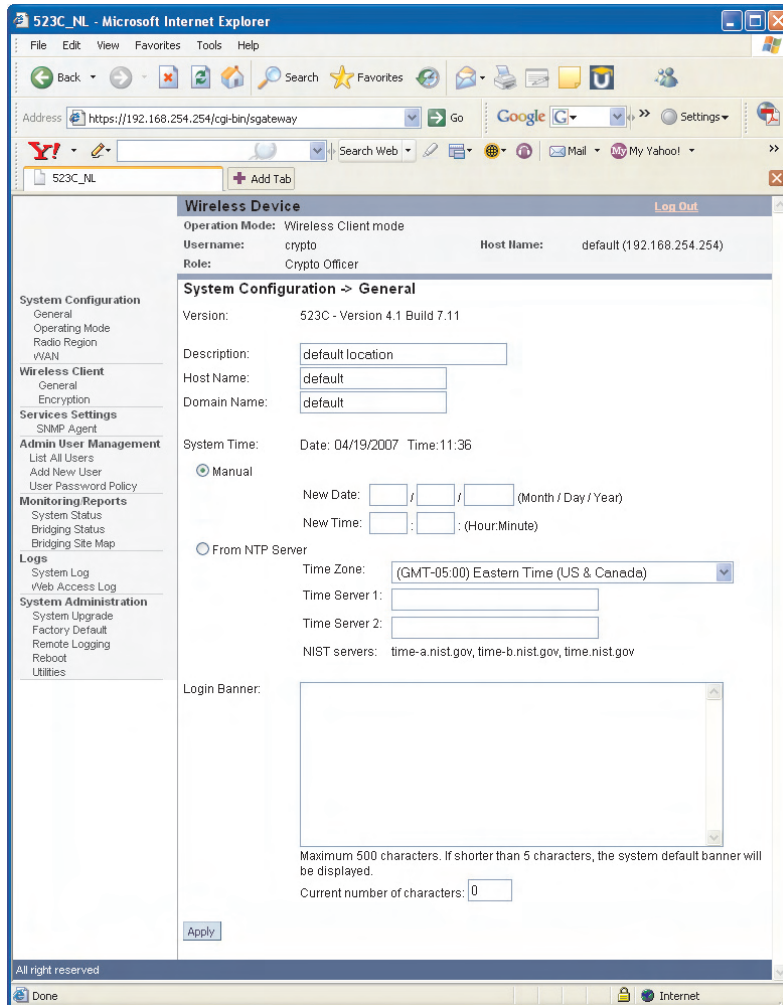 523C_NL - Microsoft Internet Explorer
File Edit View Favorites Tools Help
Back Search Favorites
Address https://192.168.254.254/cgi-bin/sgateway Go Google G Settings
Y! Search Web Mail My Yahoo!
523C_NL Add Tab
Wireless Device Log Out
Operation Mode: Wireless Client mode
Username: crypto Host Name: default (192.168.254.254)
Role: Crypto Officer
System Configuration
General
Operating Mode
Radio Region
WAN
Wireless Client
General
Encryption
Services Settings
SNMP Agent
Admin User Management
List All Users
Add New User
User Password Policy
Monitoring/Reports
System Status
Bridging Status
Bridging Site Map
Logs
System Log
Web Access Log
System Administration
System Upgrade
Factory Default
Remote Logging
Reboot
Utilities
System Configuration -> General
Version: 523C - Version 4.1 Build 7.11
Description: default location
Host Name: default
Domain Name: default
System Time: Date: 04/19/2007 Time:11:36
Manual
New Date: / / (Month / Day / Year)
New Time: : : (Hour:Minute)
From NTP Server
Time Zone: (GMT-05:00) Eastern Time (US & Canada)
Time Server 1:
Time Server 2:
NIST servers: time-a.nist.gov, time-b.nist.gov, time.nist.gov
Login Banner:
Maximum 500 characters. If shorter than 5 characters, the system default banner will
be displayed.
Current number of characters: 0
Apply
All right reserved
Done Internet